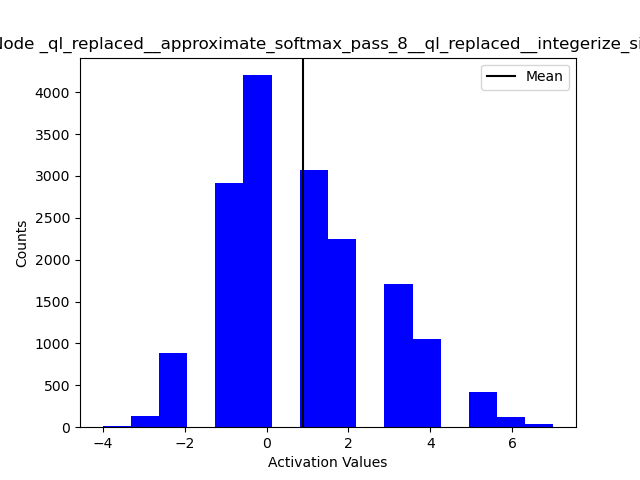 Node _ql_replaced__approximate_softmax_pass_8__ql_replaced__integerize_si
Mean
4000
3500
3000
2500
2000
1500
1000
500
0
Counts
−4 −2 0 2 4 6
Activation Values